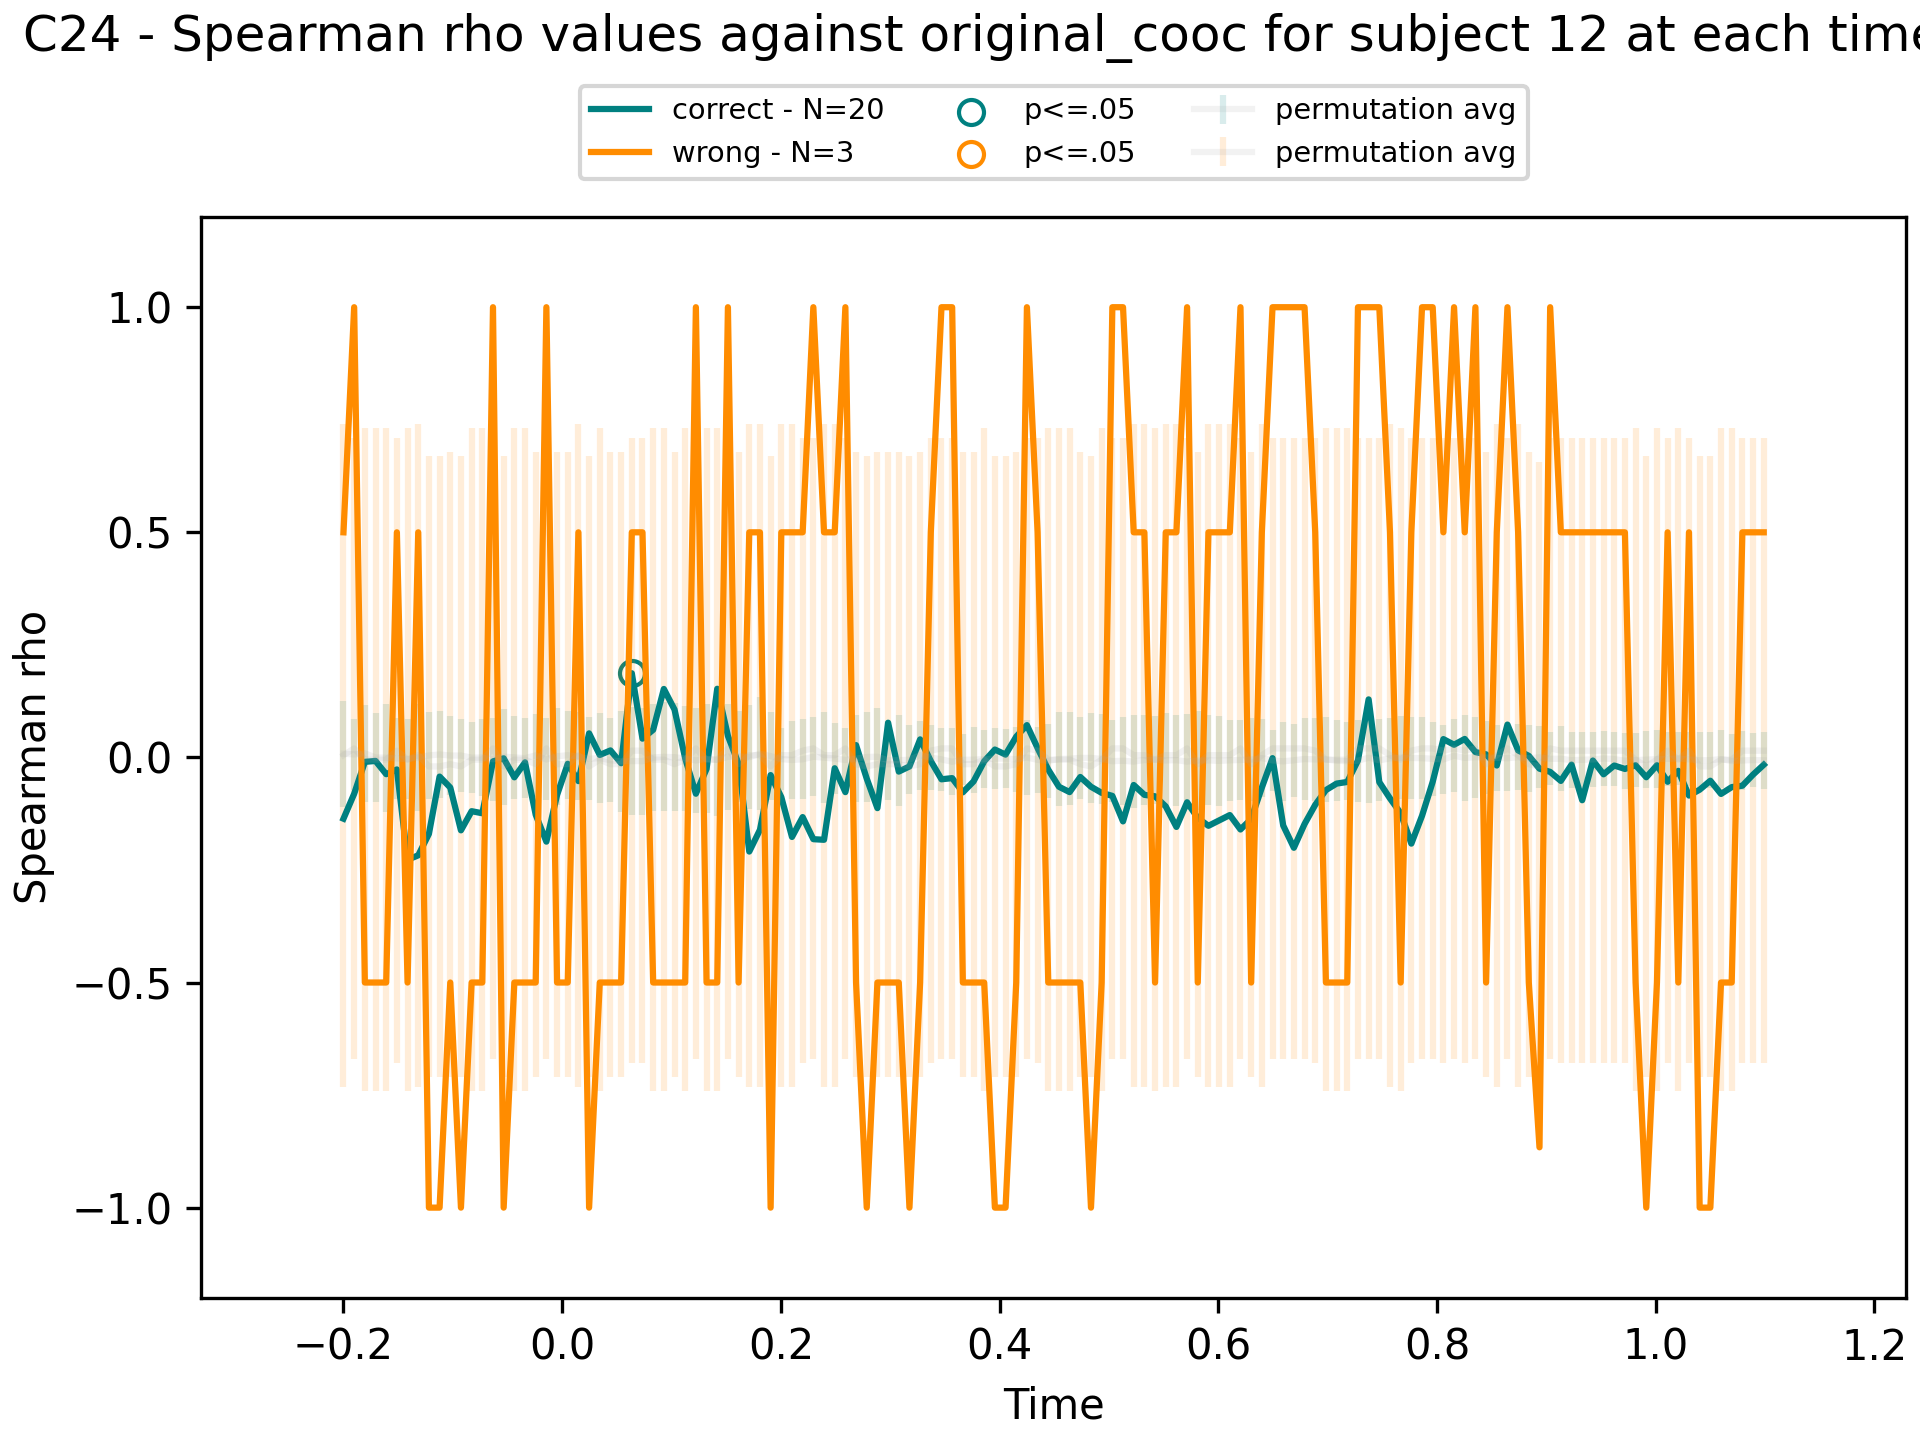 C24 - Spearman rho values against original_cooc for subject 12 at each time
correct - N=20 p<=.05 permutation avg
wrong - N=3 p<=.05 permutation avg
1.0
0.5
0.0
−0.5
−1.0
Spearman rho
−0.2 0.0 0.2 0.4 0.6 0.8 1.0 1.2
Time